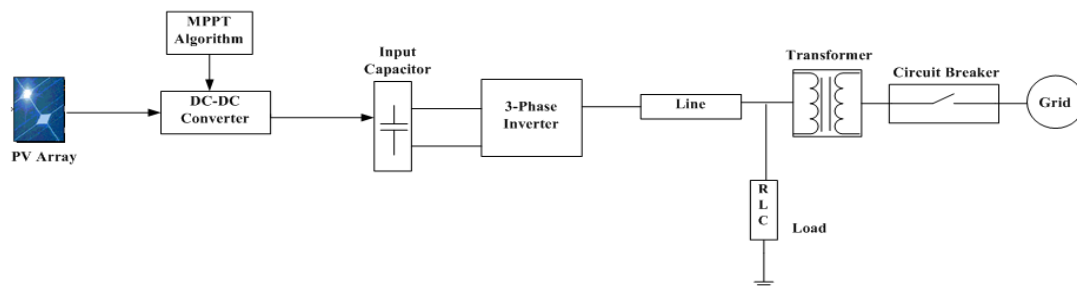 MPPT
Algorithm
PV Array
DC-DC
Converter
Input
Capacitor
3-Phase
Inverter
Line
R
L
C
Load
Transformer
Circuit Breaker
Grid